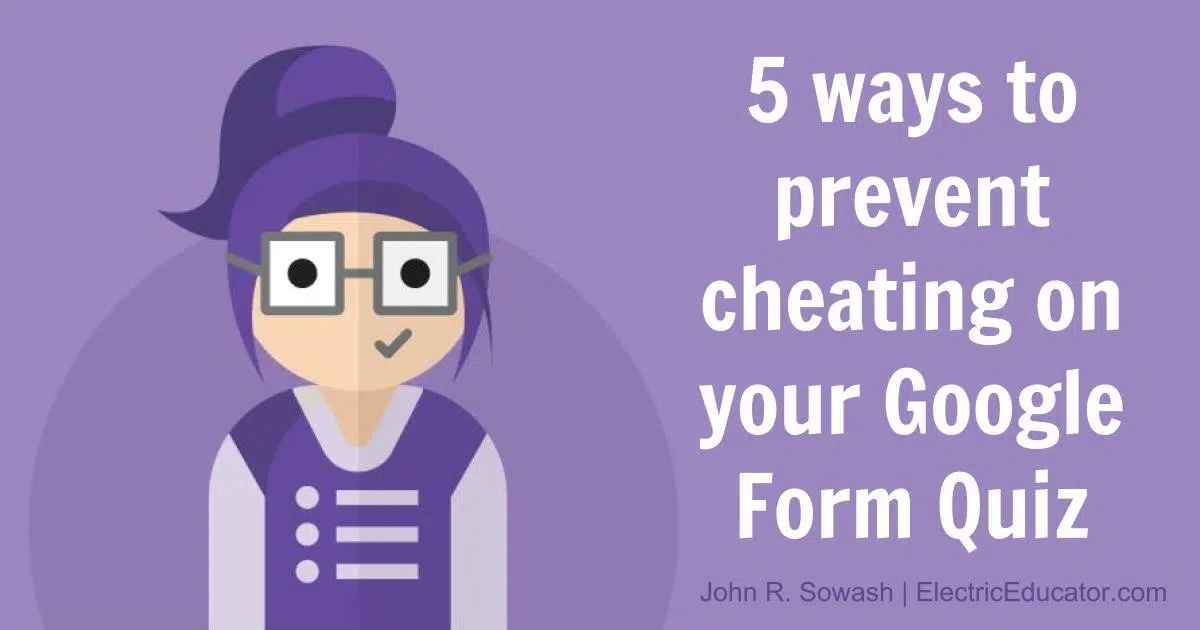 5 ways to
prevent
cheating on
your Google
Form Quiz
John R. Sowash | ElectricEducator.com